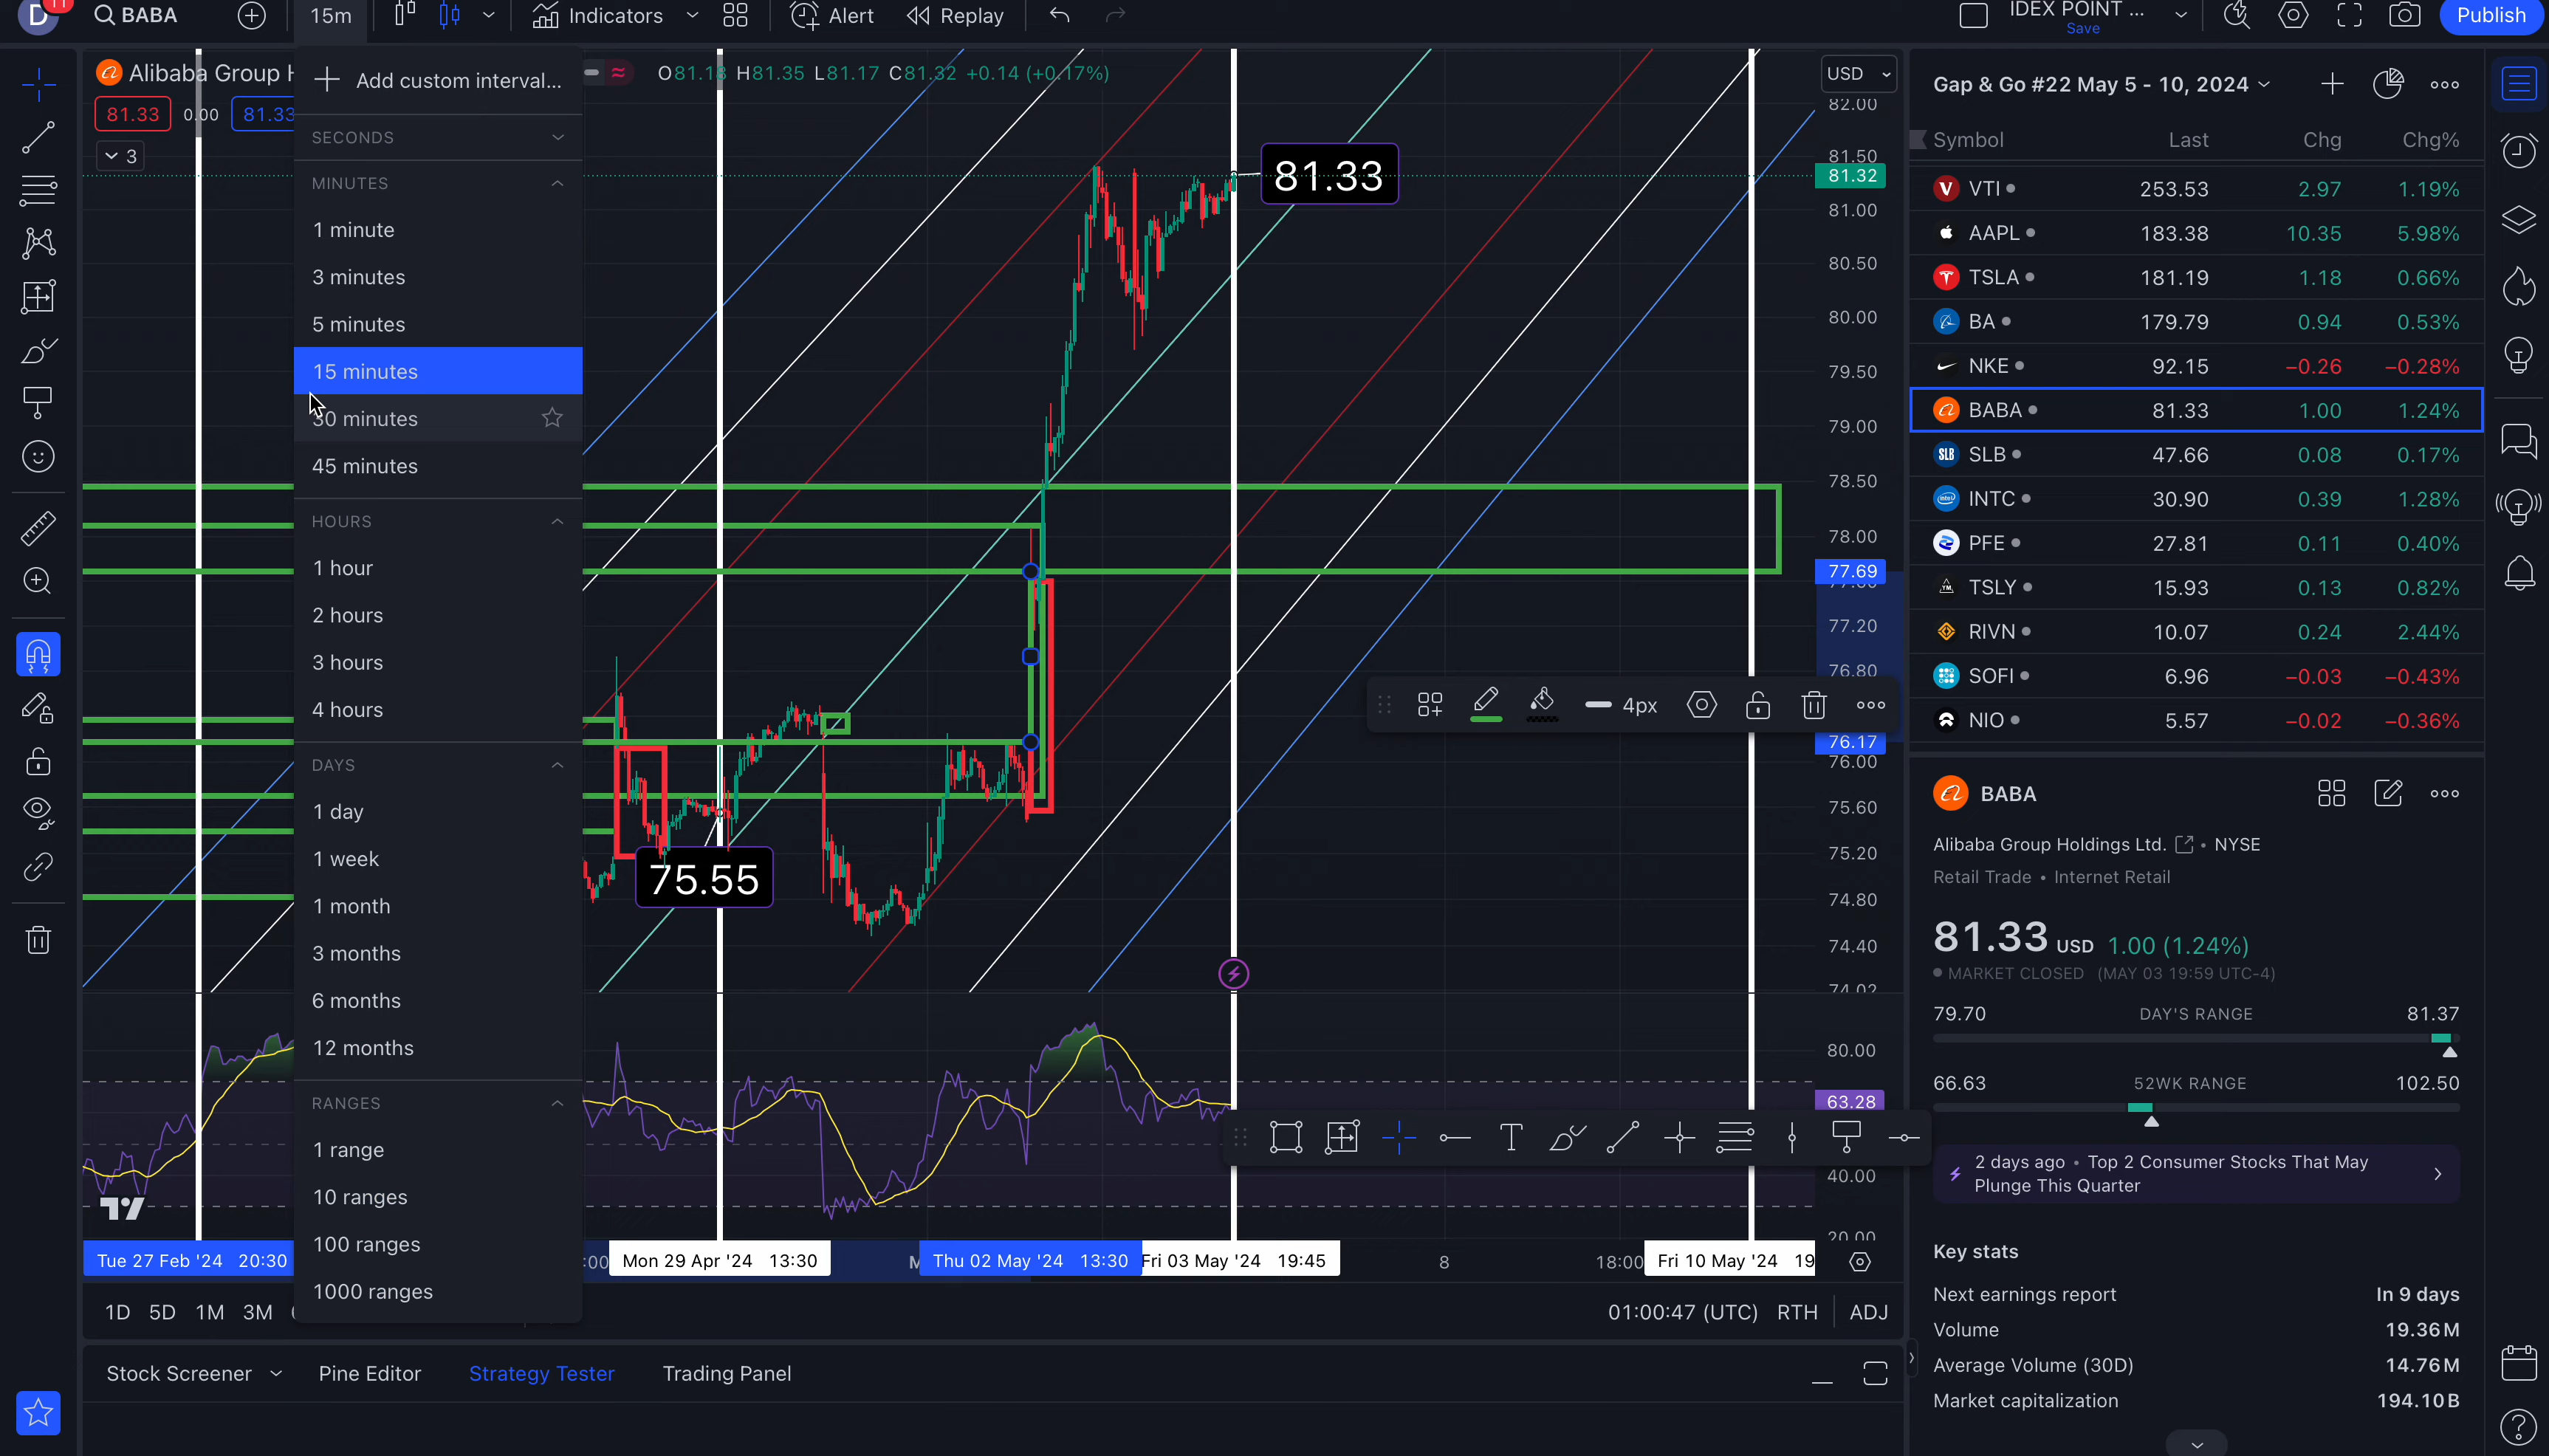 D
11
BABA
15m
Indicators
Alert
Replay
IDEX POINT ...
Save
Publish
Alibaba Group H
O81.18 H81.35 L81.17 C81.32 +0.14 (+0.17%)
81.33
0.00
81.33
3
Add custom interval...
SECONDS
MINUTES
1 minute
3 minutes
5 minutes
15 minutes
30 minutes
45 minutes
HOURS
1 hour
2 hours
3 hours
4 hours
DAYS
1 day
1 week
1 month
3 months
6 months
12 months
RANGES
1 range
10 ranges
100 ranges
1000 ranges
81.33
75.55
USD
82.00
81.50
81.32
81.00
80.50
80.00
79.50
79.00
78.50
78.00
77.69
77.20
76.80
4px
76.17
76.00
75.60
75.20
74.80
74.40
74.02
80.00
63.28
T
40.00
20.00
Tue 27 Feb '24 20:30
:00
Mon 29 Apr '24 13:30
M
Thu 02 May '24 13:30
Fri 03 May '24 19:45
8
18:00
Fri 10 May '24 19
1D 5D 1M 3M
01:00:47 (UTC) RTH ADJ
Stock Screener
Pine Editor
Strategy Tester
Trading Panel
Gap & Go #22 May 5 - 10, 2024
Symbol Last Chg Chg%
V VTI 253.53 2.97 1.19%
AAPL 183.38 10.35 5.98%
TSLA 181.19 1.18 0.66%
BA 179.79 0.94 0.53%
NKE 92.15 −0.26 −0.28%
BABA 81.33 1.00 1.24%
SLB SLB 47.66 0.08 0.17%
intel INTC 30.90 0.39 1.28%
PFE 27.81 0.11 0.40%
TSLY 15.93 0.13 0.82%
RIVN 10.07 0.24 2.44%
SOFI 6.96 −0.03 −0.43%
NIO 5.57 −0.02 −0.36%
BABA
Alibaba Group Holdings Ltd. • NYSE
Retail Trade • Internet Retail
81.33 USD 1.00 (1.24%)
MARKET CLOSED (MAY 03 19:59 UTC-4)
79.70 DAY'S RANGE 81.37
66.63 52WK RANGE 102.50
2 days ago • Top 2 Consumer Stocks That May
Plunge This Quarter
Key stats
Next earnings report In 9 days
Volume 19.36M
Average Volume (30D) 14.76M
Market capitalization 194.10B